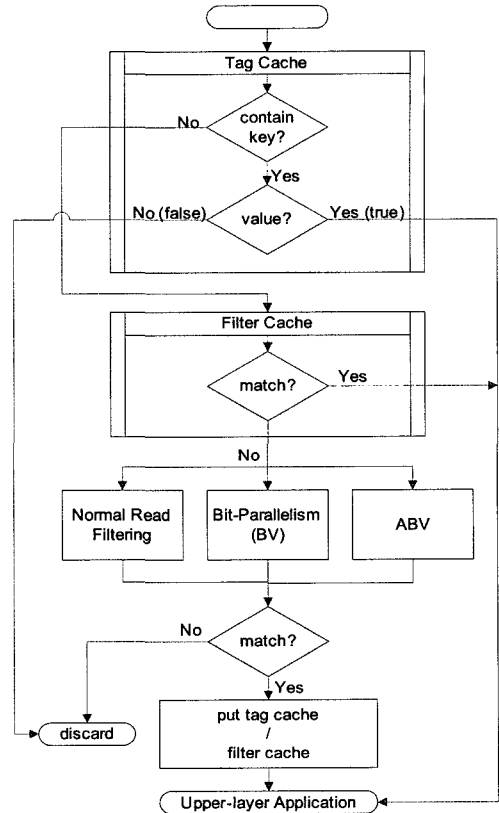 Tag Cache
No
contain
key?
Yes
No (false)
value?
Yes (true)
Filter Cache
match?
Yes
No
Normal Read
Filtering
Bit-Parallelism
(BV)
ABV
No
match?
Yes
put tag cache
/
filter cache
discard
Upper-layer Application